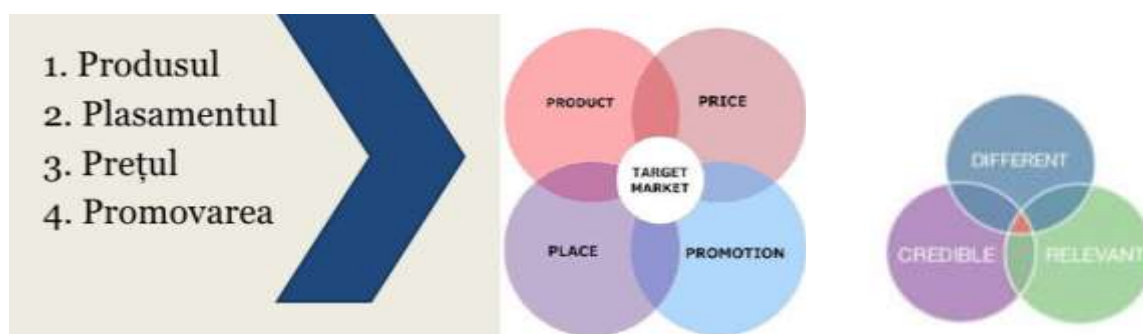 1. Produsul
2. Plasamentul
3. Prețul
4. Promovarea
PRODUCT
PRICE
TARGET
MARKET
PLACE
PROMOTION
DIFFERENT
CREDIBLE
RELEVANT